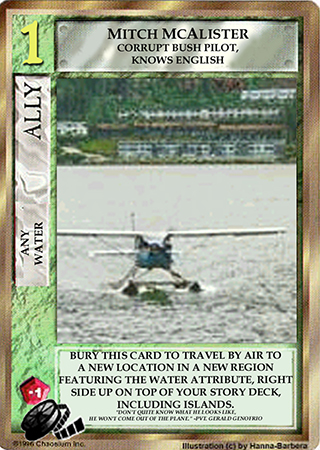 1
MITCH MCALISTER
CORRUPT BUSH PILOT,
KNOWS ENGLISH
ALLY
ANY
WATER
BURY THIS CARD TO TRAVEL BY AIR TO
A NEW LOCATION IN A NEW REGION
FEATURING THE WATER ATTRIBUTE, RIGHT
SIDE UP ON TOP OF YOUR STORY DECK,
INCLUDING ISLANDS.
"DON'T QUITE KNOW WHAT HE LOOKS LIKE,
HE WON'T COME OUT OF THE PLANE." -PVT. GERALD GENOTRIO
-1
©1996 Chaosium Inc.
Illustration (c) by Hanna-Barbera